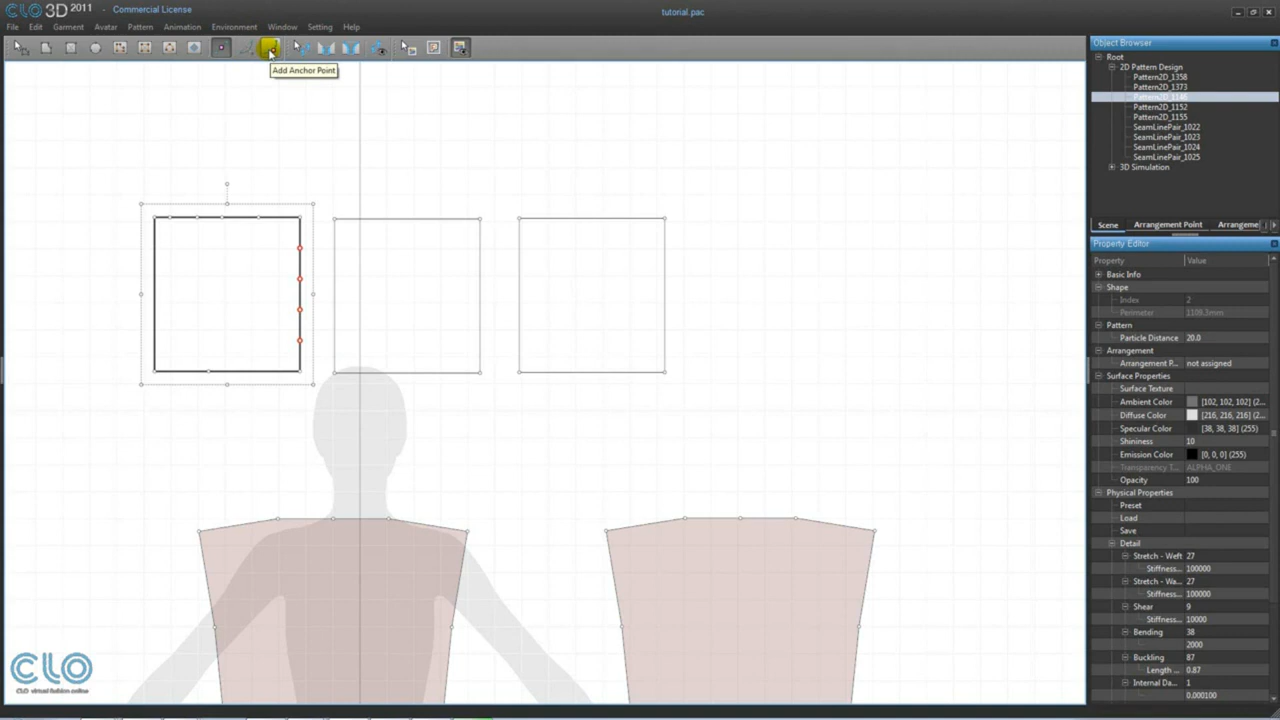 CLO3D 2011 - Commercial License
tutorial.pac
File Edit Garment Avatar Pattern Animation Environment Window Setting Help
Add Anchor Point
Object Browser
Root
2D Pattern Design
Pattern2D_1358
Pattern2D_1373
Pattern2D_1146
Pattern2D_1152
Pattern2D_1155
SeamLinePair_1022
SeamLinePair_1023
SeamLinePair_1024
SeamLinePair_1025
3D Simulation
Scene Arrangement Point Arrangeme
Property Editor
Property Value
Basic Info
Shape
Index 2
Perimeter 1108.3mm
Pattern
Particle Distance 20.0
Arrangement
Arrangement P... not assigned
Surface Properties
Surface Texture
Ambient Color [102, 102, 102] (2...
Diffuse Color [216, 216, 216] (2...
Specular Color [38, 38, 38] (255)
Shininess 10
Emission Color [0, 0, 0] (255)
Transparency T... ALPHA_ONE
Opacity 100
Physical Properties
Preset
Load
Save
Detail
Stretch - Weft 27
Stiffness... 100000
Stretch - Wa... 27
Stiffness... 100000
Shear 9
Stiffness... 10000
Bending 38
2000
Buckling 87
Length ... 0.87
Internal Da... 1
0.000100
CLO
CLO virtual fashion online